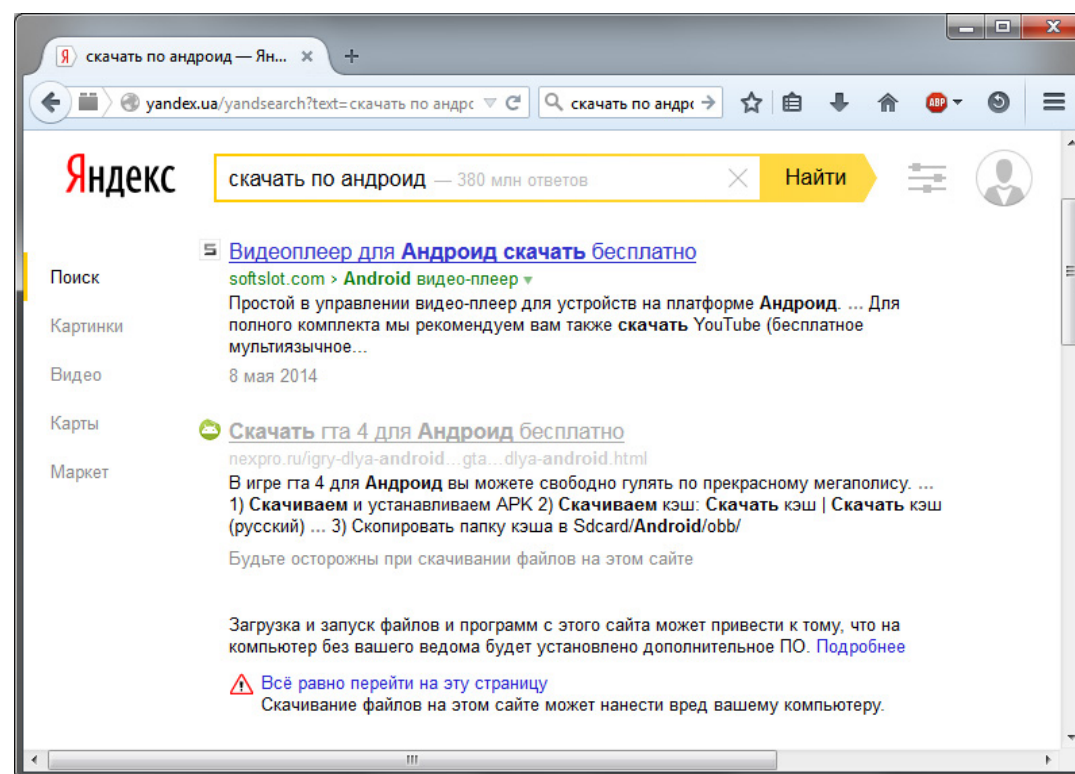 Я скачать по андроид — Ян...
yandex.ua/yandsearch?text=скачать по андрс
скачать по андрс
ABP
Яндекс
скачать по андроид — 380 млн ответов
Найти
Поиск
Картинки
Видео
Карты
Маркет
S Видеоплеер для Андроид скачать бесплатно
softslot.com › Android видео-плеер
Простой в управлении видео-плеер для устройств на платформе Андроид. ... Для
полного комплекта мы рекомендуем вам также скачать YouTube (бесплатное
мультиязычное...
8 мая 2014
Скачать гта 4 для Андроид бесплатно
nexpro.ru/igry-dlya-android...gta...dlya-android.html
В игре гта 4 для Андроид вы можете свободно гулять по прекрасному мегаполису. ...
1) Скачиваем и устанавливаем APK 2) Скачиваем кэш: Скачать кэш | Скачать кэш
(русский) ... 3) Скопировать папку кэша в Sdcard/Android/obb/
Будьте осторожны при скачивании файлов на этом сайте
Загрузка и запуск файлов и программ с этого сайта может привести к тому, что на
компьютер без вашего ведома будет установлено дополнительное ПО. Подробнее
Всё равно перейти на эту страницу
Скачивание файлов на этом сайте может нанести вред вашему компьютеру.